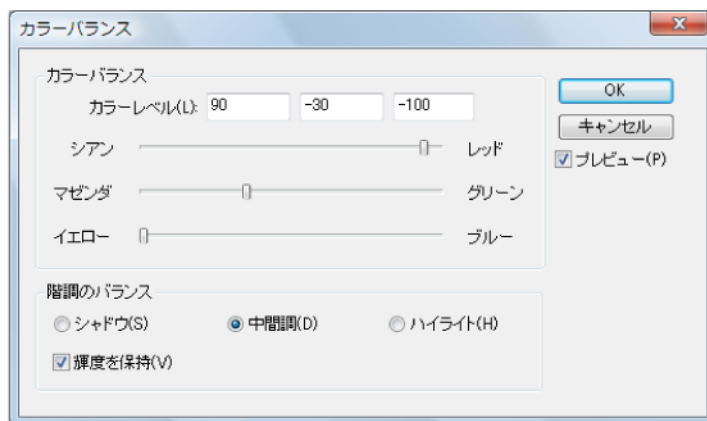 カラーバランス
カラーバランス
カラーレベル(L): 90 -30 -100
シアン レッド
マゼンダ グリーン
イエロー ブルー
階調のバランス
シャドウ(S) 中間調(D) ハイライト(H)
輝度を保持(V)
OK
キャンセル
プレビュー(P)